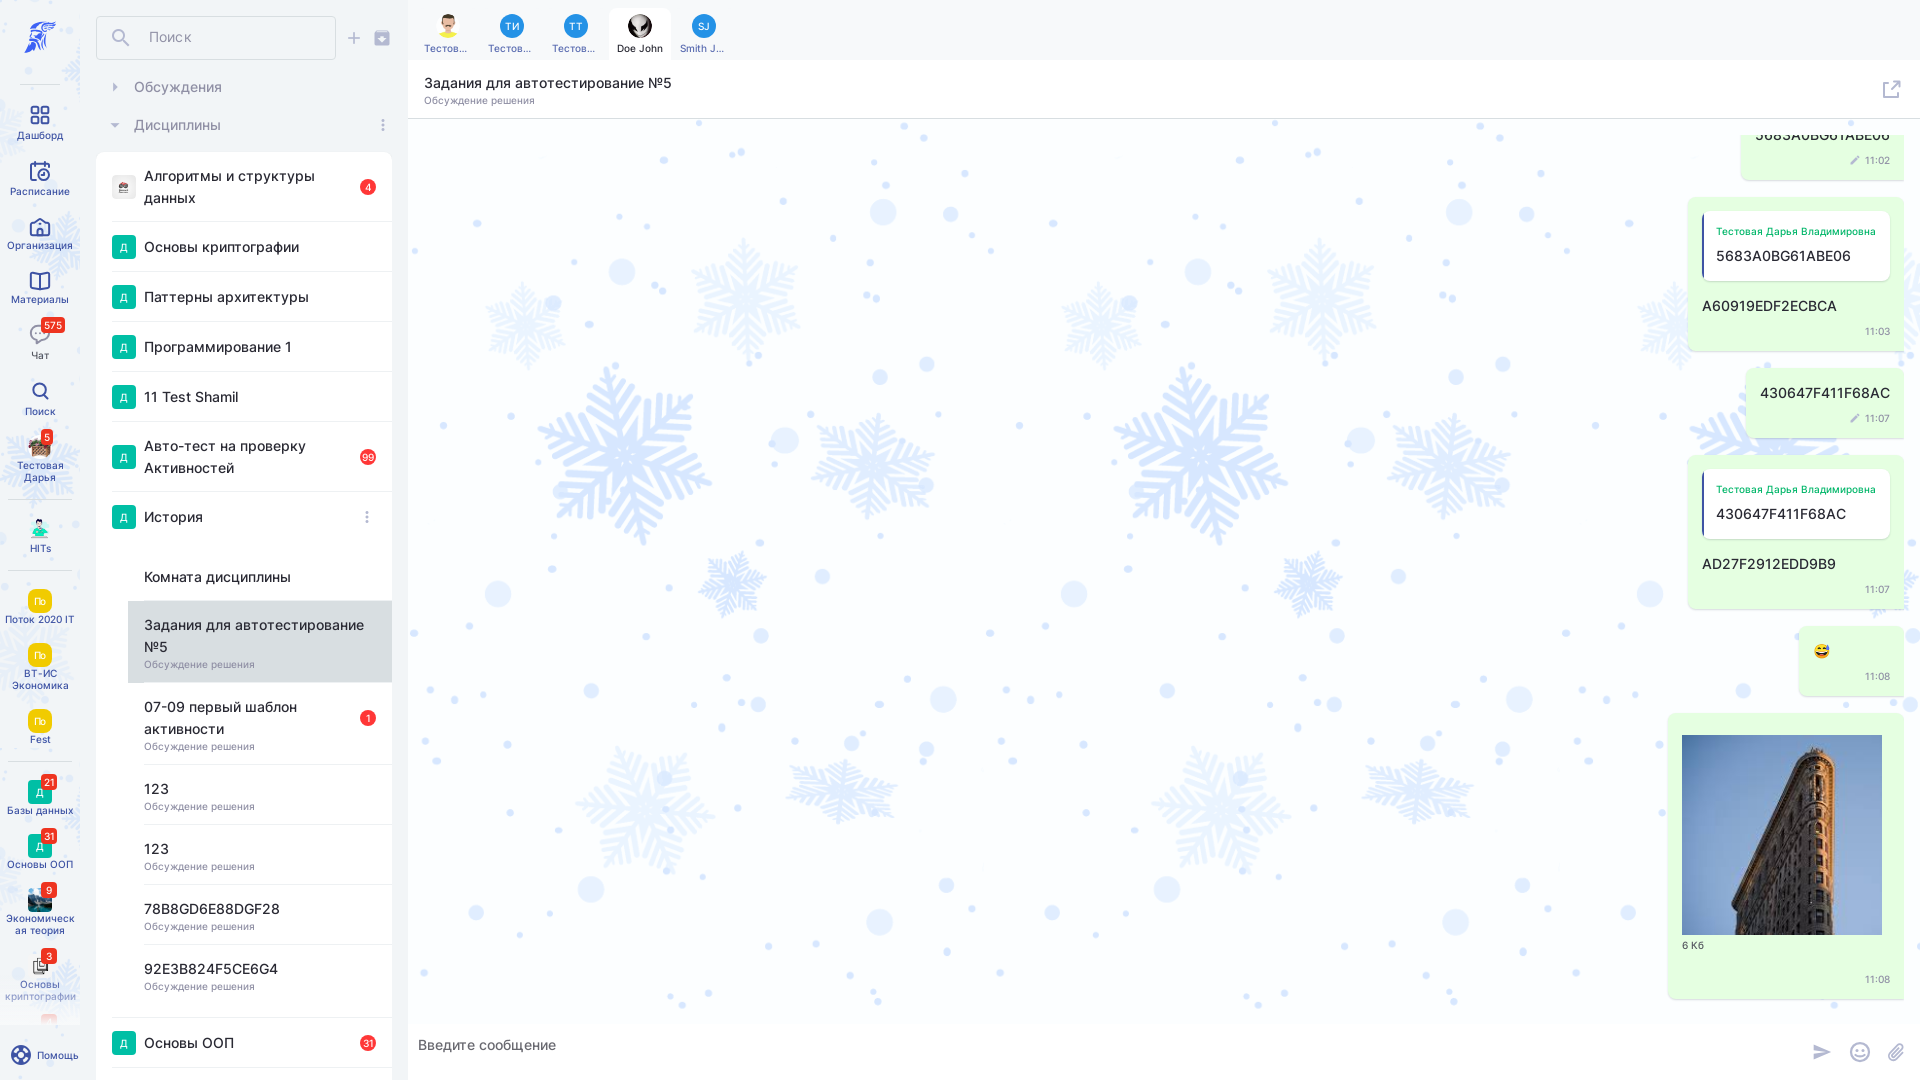 Дашборд
Расписание
Организация
Материалы
575
Чат
Поиск
5
Тестовая
Дарья
HITs
По
Поток 2020 IT
По
ВТ-ИС
Экономика
По
Fest
21
Д
Базы данных
31
Д
Основы ООП
9
Экономическ
ая теория
3
Основы
криптографии
Помощь
Поиск
Обсуждения
Дисциплины
Алгоритмы и структуры
данных
4
Д
Основы криптографии
Д
Паттерны архитектуры
Д
Программирование 1
Д
11 Test Shamil
Д
Авто-тест на проверку
Активностей
99
Д
История
Комната дисциплины
Задания для автотестирование
№5
Обсуждение решения
07-09 первый шаблон
активности
Обсуждение решения
1
123
Обсуждение решения
123
Обсуждение решения
78B8GD6E88DGF28
Обсуждение решения
92E3B824F5CE6G4
Обсуждение решения
Д
Основы ООП
31
Тестов...
ТИ
Тестов...
ТТ
Тестов...
Doe John
SJ
Smith J...
Задания для автотестирование №5
Обсуждение решения
5683A0BG61ABE06
11:02
Тестовая Дарья Владимировна
5683A0BG61ABE06
A60919EDF2ECBCA
11:03
430647F411F68AC
11:07
Тестовая Дарья Владимировна
430647F411F68AC
AD27F2912EDD9B9
11:07
😅
11:08
6 Кб
11:08
Введите сообщение